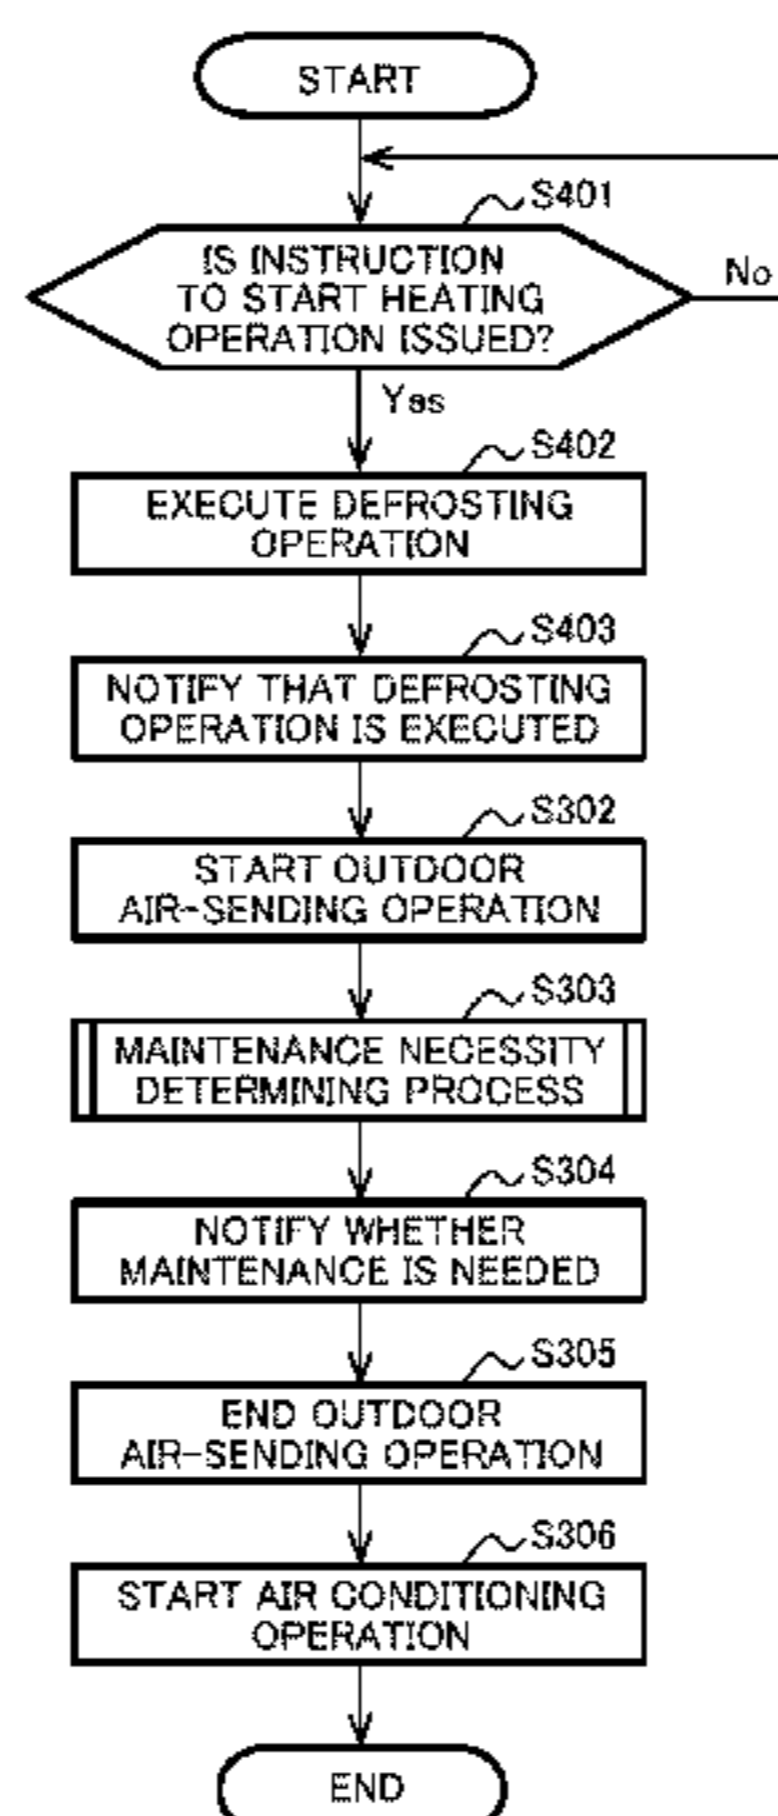 START
S401
IS INSTRUCTION
TO START HEATING
OPERATION ISSUED?
No
Yes
S402
EXECUTE DEFROSTING
OPERATION
S403
NOTIFY THAT DEFROSTING
OPERATION IS EXECUTED
S302
START OUTDOOR
AIR-SENDING OPERATION
S303
MAINTENANCE NECESSITY
DETERMINING PROCESS
S304
NOTIFY WHETHER
MAINTENANCE IS NEEDED
S305
END OUTDOOR
AIR-SENDING OPERATION
S306
START AIR CONDITIONING
OPERATION
END